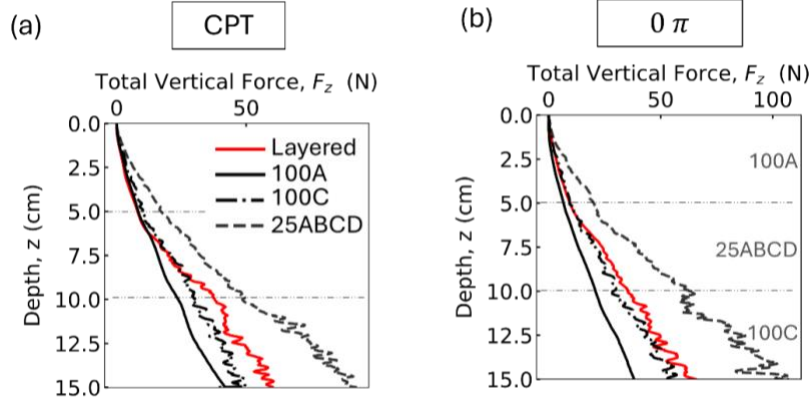 (a)
CPT
Total Vertical Force, F_z (N)
0 50
Depth, z (cm)
0.0
2.5
5.0
7.5
10.0
12.5
15.0
Layered
100A
100C
25ABCD
(b)
0 π
Total Vertical Force, F_z (N)
0 50 100
Depth, z (cm)
0.0
2.5
5.0
7.5
10.0
12.5
15.0
100A
25ABCD
100C